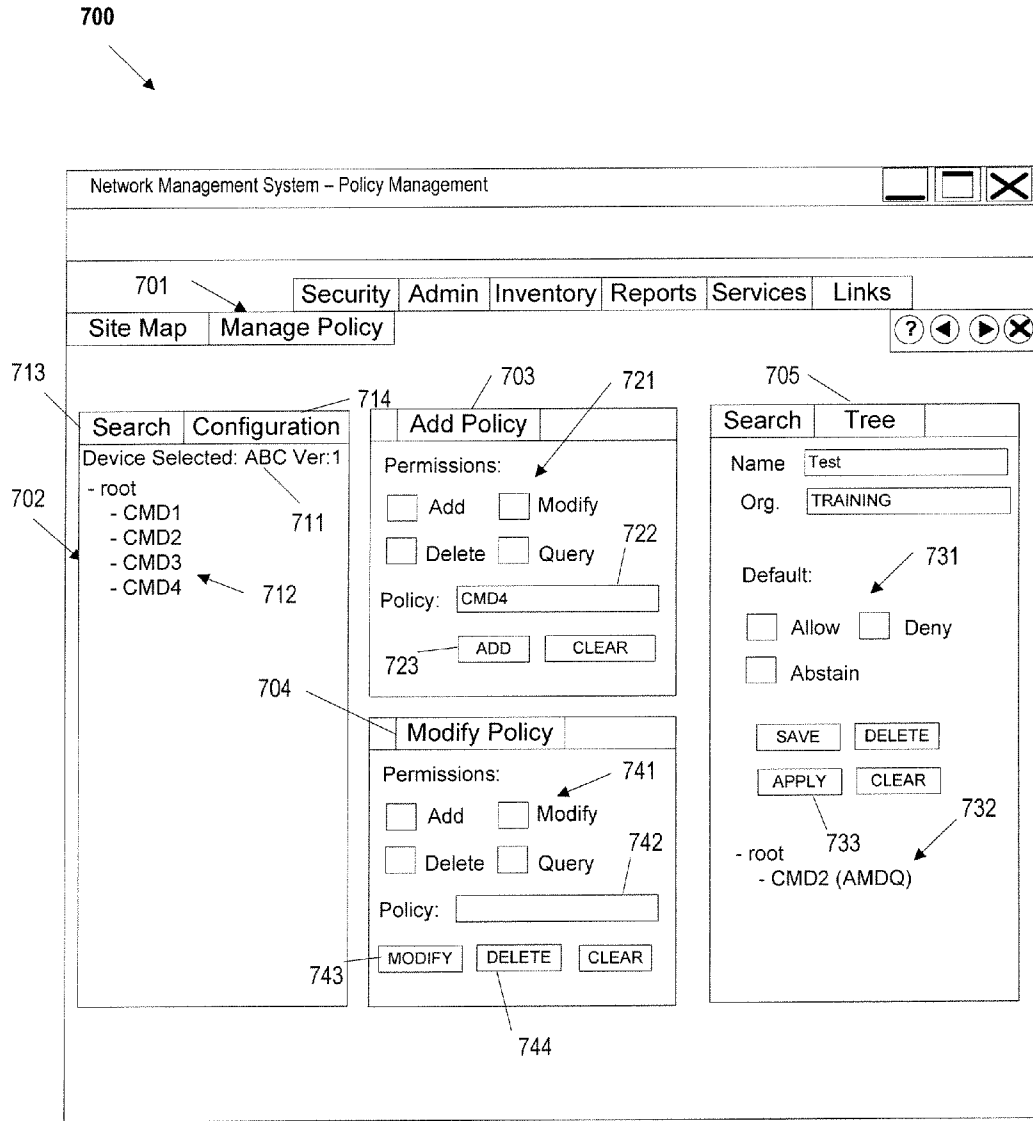 700
Network Management System – Policy Management
701
Security Admin Inventory Reports Services Links
Site Map Manage Policy
?
713
714
703
721
705
Search Configuration
Device Selected: ABC Ver:1
- root
- CMD1
- CMD2
- CMD3
- CMD4
702
711
712
Add Policy
Permissions:
Add Modify
Delete Query
722
Policy: CMD4
ADD CLEAR
723
704
Modify Policy
Permissions:
741
Add Modify
742
Delete Query
Policy:
MODIFY DELETE CLEAR
743
744
Search Tree
Name Test
Org. TRAINING
731
Default:
Allow Deny
Abstain
SAVE DELETE
APPLY CLEAR
733
732
- root
- CMD2 (AMDQ)